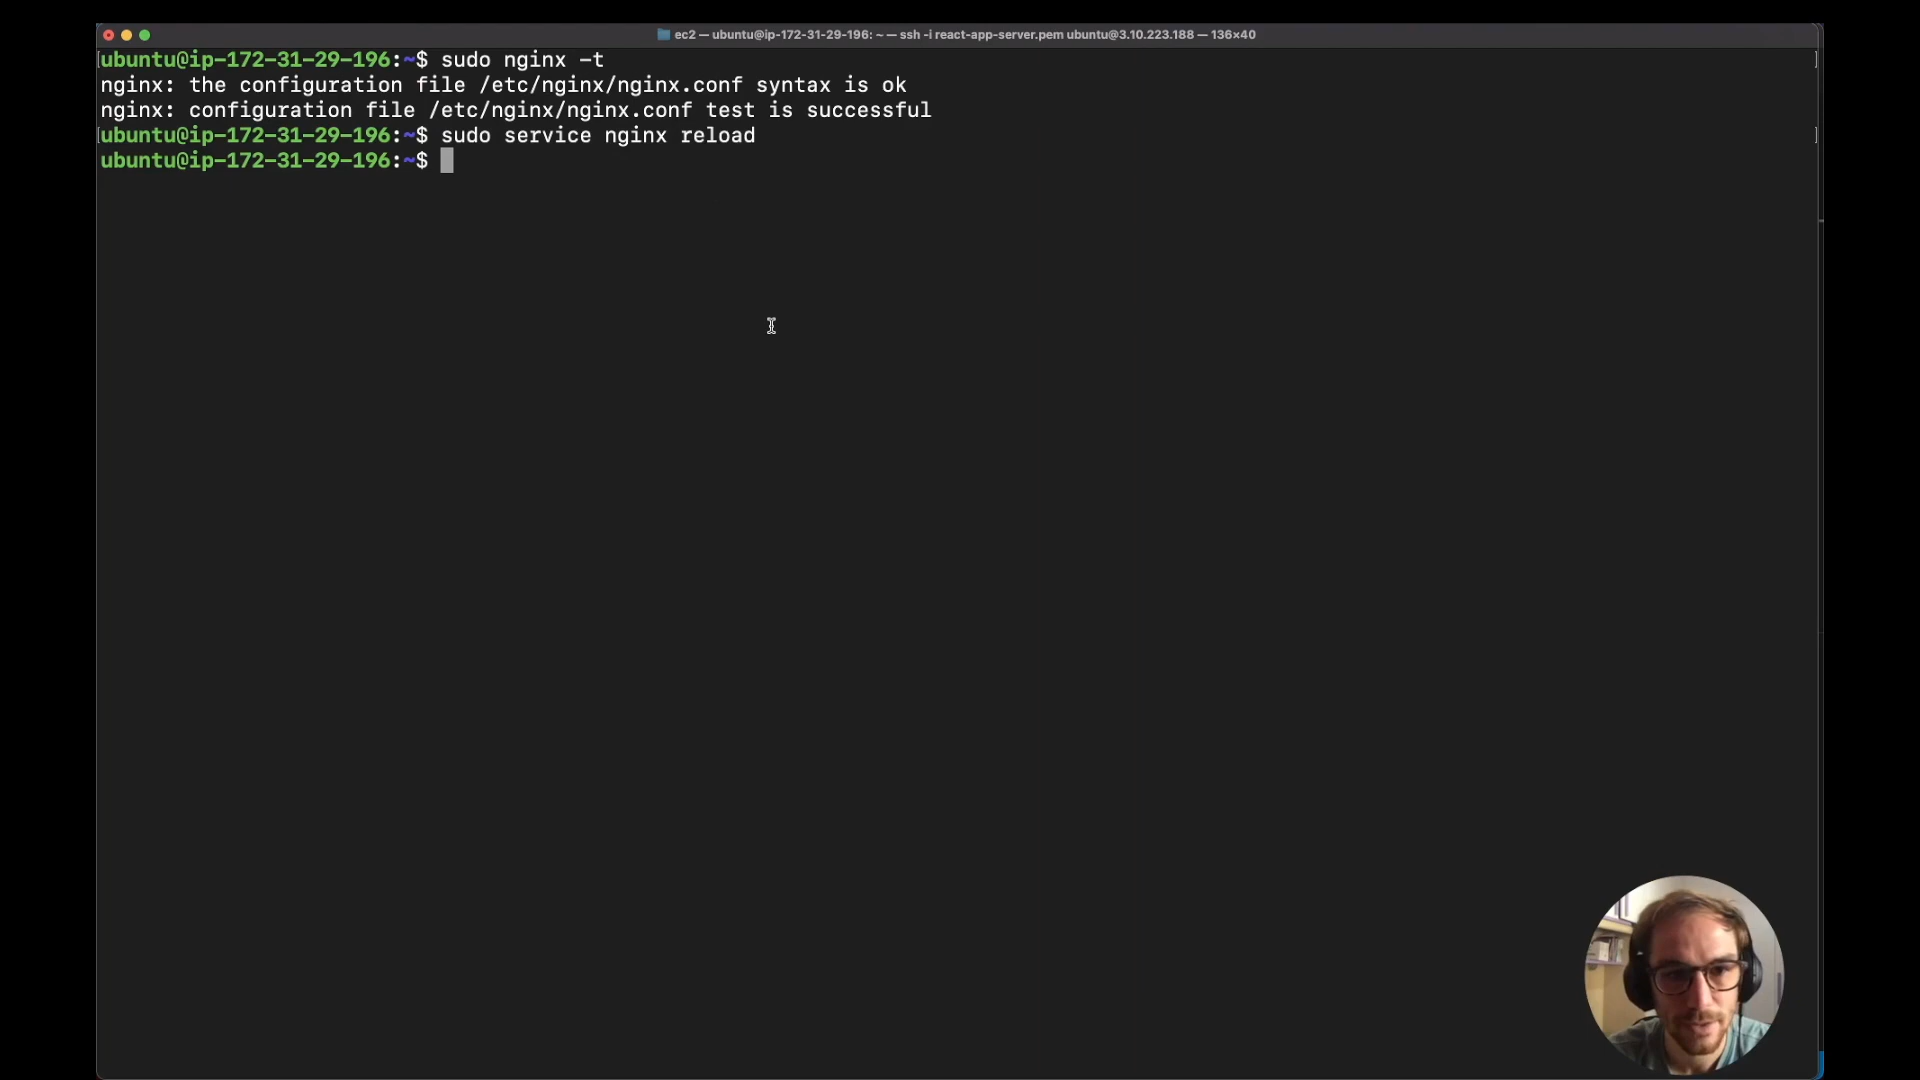 ec2 — ubuntu@ip-172-31-29-196: ~ — ssh -i react-app-server.pem ubuntu@3.10.223.188 — 136×40
[ubuntu@ip-172-31-29-196:~$ sudo nginx -t ]
nginx: the configuration file /etc/nginx/nginx.conf syntax is ok
nginx: configuration file /etc/nginx/nginx.conf test is successful
[ubuntu@ip-172-31-29-196:~$ sudo service nginx reload ]
ubuntu@ip-172-31-29-196:~$